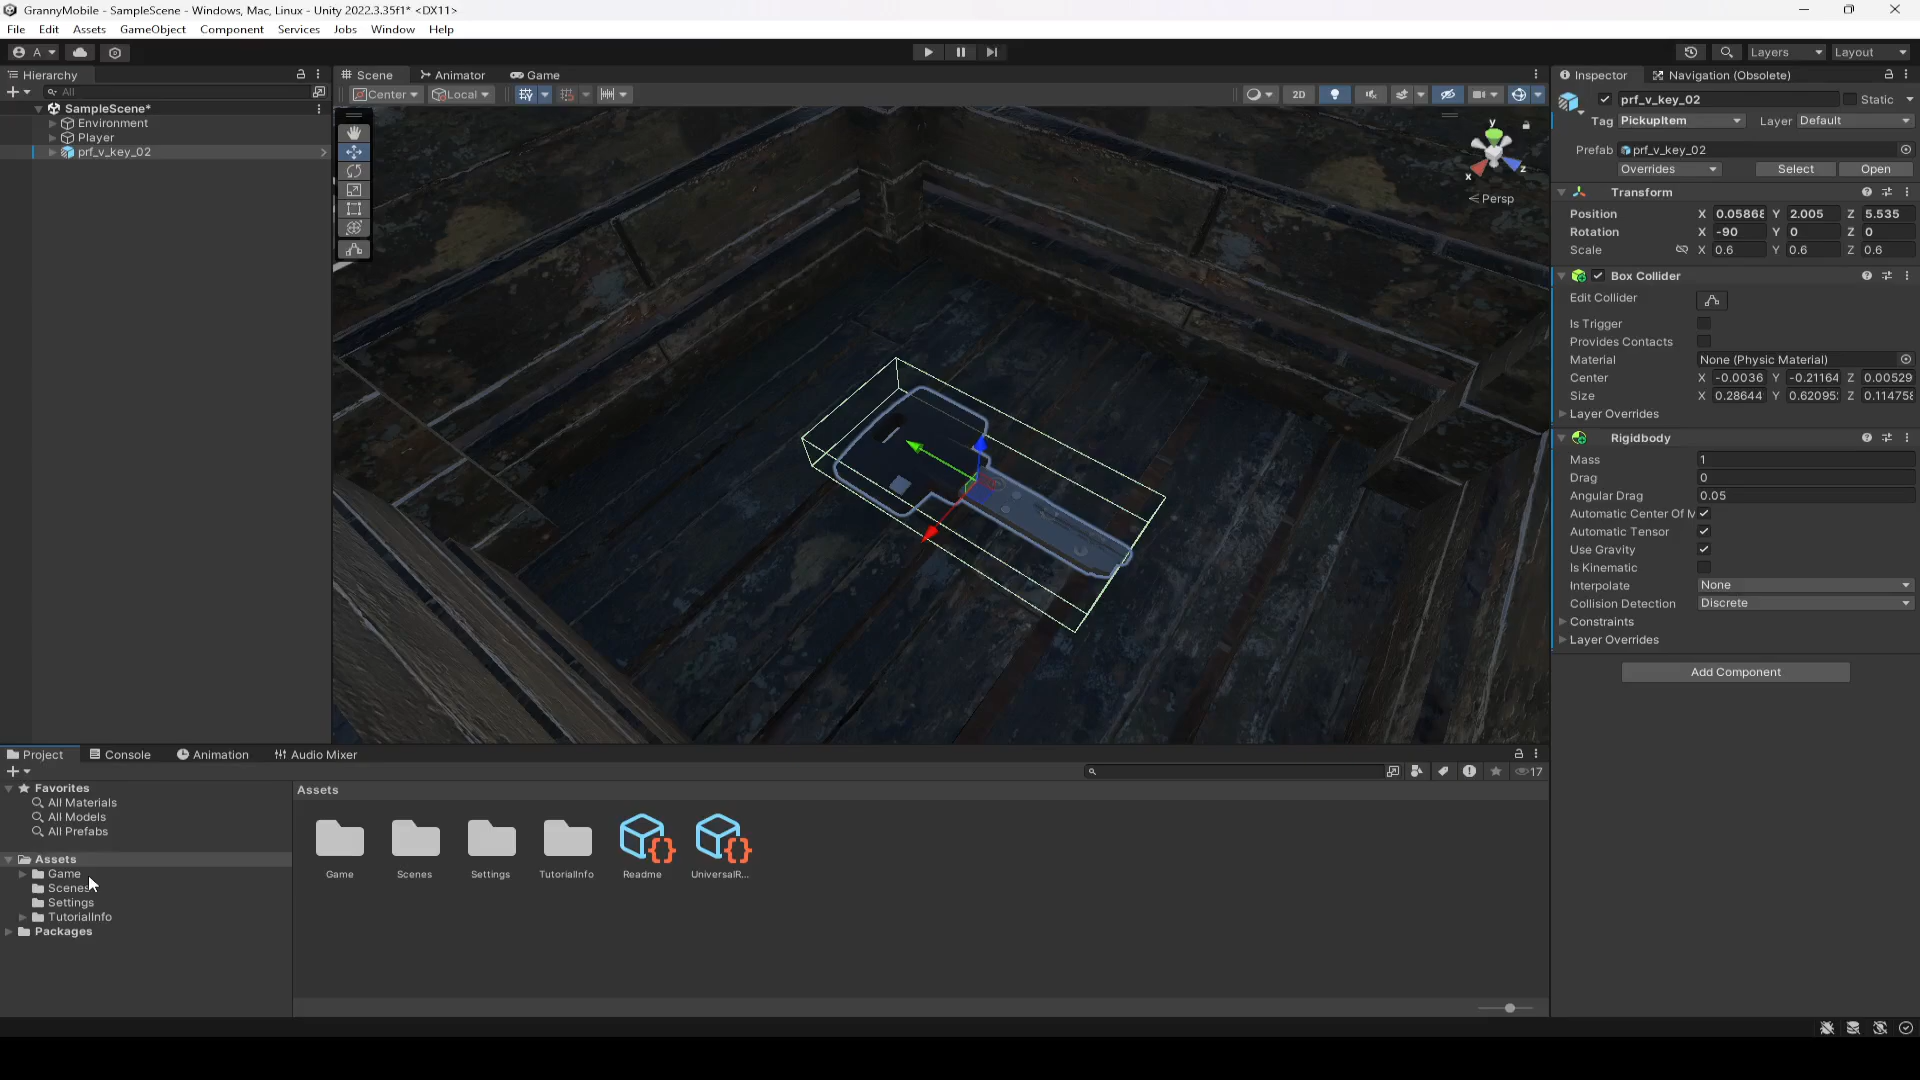 GrannyMobile - SampleScene - Windows, Mac, Linux - Unity 2022.3.35f1* <DX11>
File Edit Assets GameObject Component Services Jobs Window Help
A Layers Layout
Hierarchy
All
SampleScene*
Environment
Player
prf_v_key_02
Scene Animator Game
Center Local 2D
y
x z
Persp
Inspector Navigation (Obsolete)
prf_v_key_02 Static
Tag PickupItem Layer Default
Prefab prf_v_key_02
Overrides Select Open
Transform
Position X 0.05868 Y 2.005 Z 5.535
Rotation X -90 Y 0 Z 0
Scale X 0.6 Y 0.6 Z 0.6
Box Collider
Edit Collider
Is Trigger
Provides Contacts
Material None (Physic Material)
Center X -0.0036 Y -0.21164 Z 0.00529
Size X 0.28644 Y 0.62095 Z 0.114758
Layer Overrides
Rigidbody
Mass 1
Drag 0
Angular Drag 0.05
Automatic Center Of M
Automatic Tensor
Use Gravity
Is Kinematic
Interpolate None
Collision Detection Discrete
Constraints
Layer Overrides
Add Component
Project Console Animation Audio Mixer
17
Favorites
All Materials
All Models
All Prefabs
Assets
Game
Scenes
Settings
TutorialInfo
Packages
Assets
Game Scenes Settings TutorialInfo Readme UniversalR...